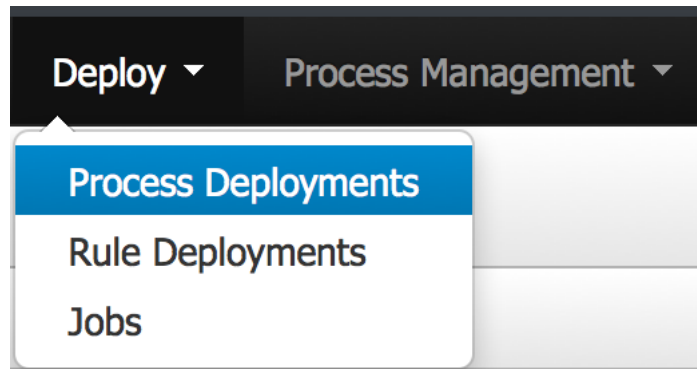 Deploy Process Management
Process Deployments
Rule Deployments
Jobs